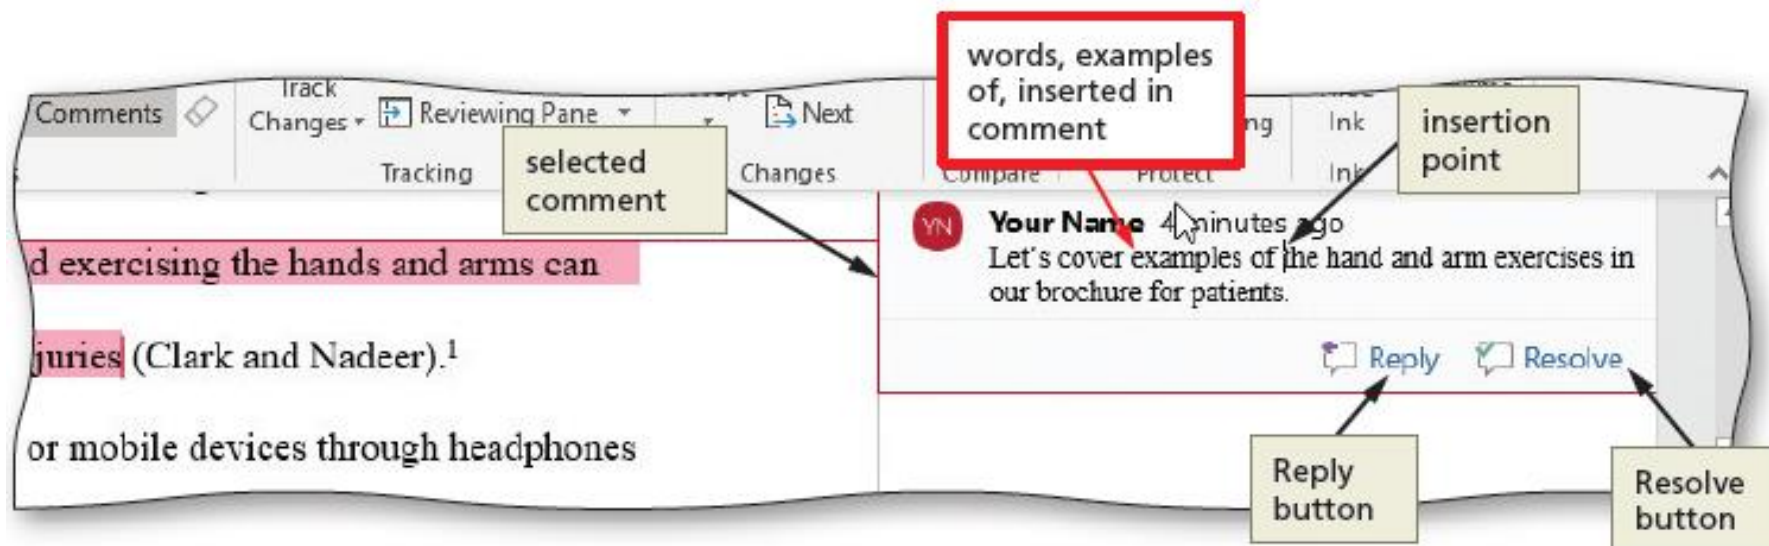 words, examples
of, inserted in
comment
Comments
Track
Changes
Reviewing Pane
Next
ng
Ink
insertion
point
selected
comment
Tracking
Changes
Compare
Protect
Ink
YN Your Name 4 minutes ago
Let's cover examples of the hand and arm exercises in
our brochure for patients.
d exercising the hands and arms can
juries (Clark and Nadeer).1
Reply Resolve
or mobile devices through headphones
Reply
button
Resolve
button